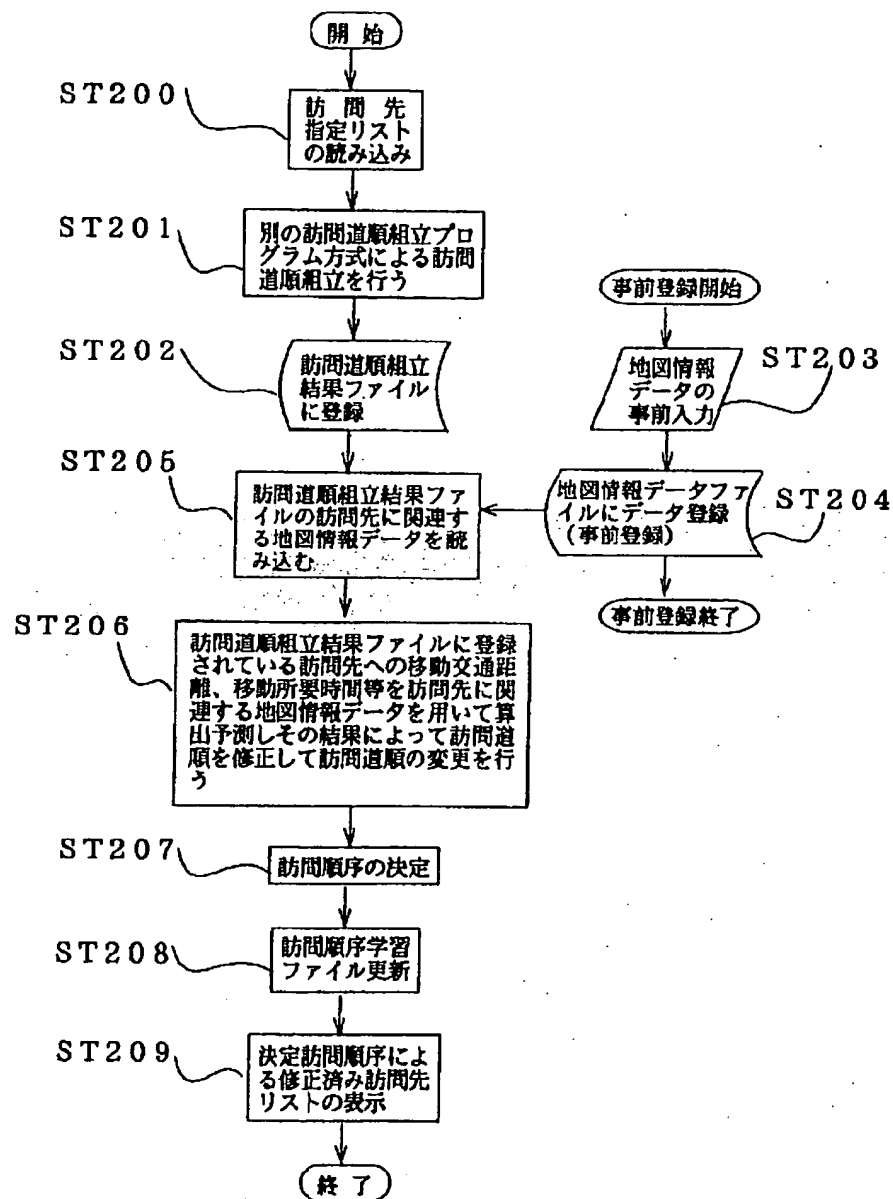 開 始
ST200
訪 問 先
指定リスト
の読み込み
ST201
別の訪問道順組立プロ
グラム方式による訪問
道順組立を行う
ST202
訪問道順組立
結果ファイル
に登録
事前登録開始
ST203
地図情報
データの
事前入力
ST204
地図情報データファ
イルにデータ登録
(事前登録)
事前登録終了
ST205
訪問道順組立結果ファ
イルの訪問先に関連す
る地図情報データを読
み込む
ST206
訪問道順組立結果ファイルに登録
されている訪問先への移動交通距
離、移動所要時間等を訪問先に関
連する地図情報データを用いて算
出予測しその結果によって訪問道
順を修正して訪問道順の変更を行
う
ST207
訪問順序の決定
ST208
訪問順序学習
ファイル更新
ST209
決定訪問順序によ
る修正済み訪問先
リストの表示
終 了